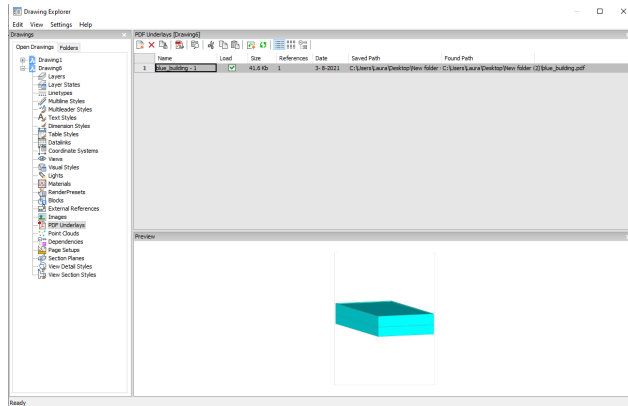 Drawing Explorer
Edit View Settings Help
Drawings
Open Drawings Folders
Drawing1
Drawing6
Layers
Layer States
Linetypes
Multiline Styles
Multileader Styles
Text Styles
Dimension Styles
Table Styles
Datalinks
Coordinate Systems
Views
Visual Styles
Lights
Materials
RenderPresets
Blocks
External References
Images
PDF Underlays
Point Clouds
Dependencies
Page Setups
Section Planes
View Detail Styles
View Section Styles
PDF Underlays [Drawing6]
Name Load Size References Date Saved Path Found Path
1 blue_building - 1 41.6 Kb 1 3- 8-2021 C:\Users\Laura\Desktop\New folder C:\Users\Laura\Desktop\New folder (2)\blue_building.pdf
Preview
Ready